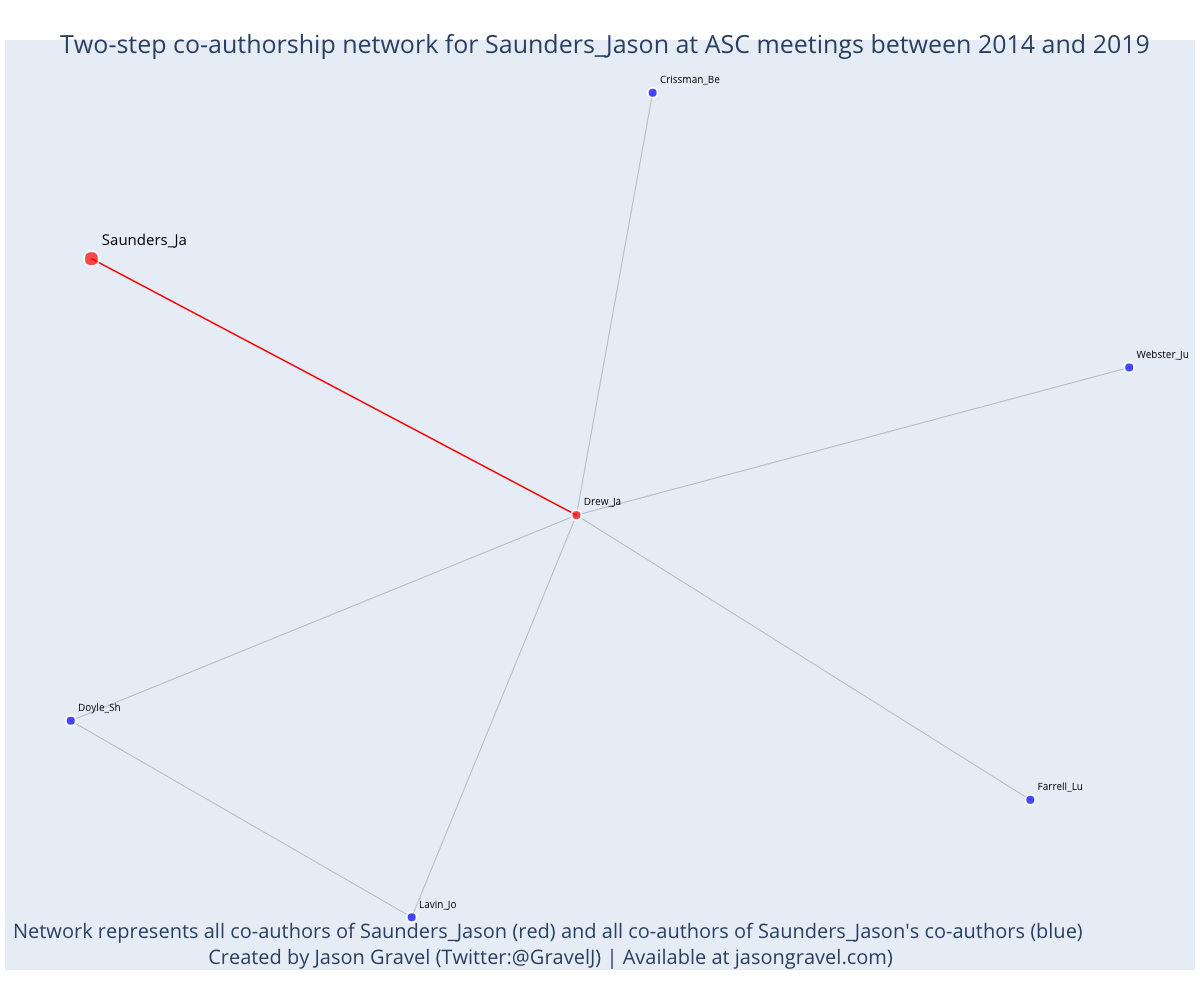 Two-step co-authorship network for Saunders_Jason at ASC meetings between 2014 and 2019
Crissman_Be
Saunders_Ja
Webster_Ju
Drew_Ja
Doyle_Sh
Farrell_Lu
Lavin_Jo
Network represents all co-authors of Saunders_Jason (red) and all co-authors of Saunders_Jason's co-authors (blue)
Created by Jason Gravel (Twitter:@GravelJ) | Available at jasongravel.com)